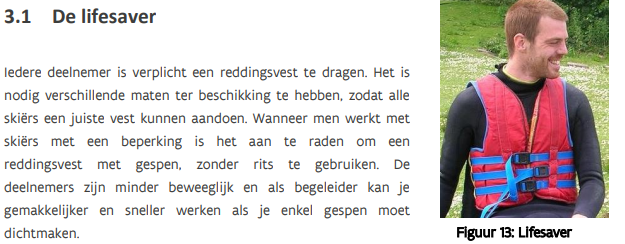 3.1 De lifesaver
Iedere deelnemer is verplicht een reddingsvest te dragen. Het is
nodig verschillende maten ter beschikking te hebben, zodat alle
skiërs een juiste vest kunnen aandoen. Wanneer men werkt met
skiërs met een beperking is het aan te raden om een
reddingsvest met gespen, zonder rits te gebruiken. De
deelnemers zijn minder beweeglijk en als begeleider kan je
gemakkelijker en sneller werken als je enkel gespen moet
dichtmaken.
Figuur 13: Lifesaver